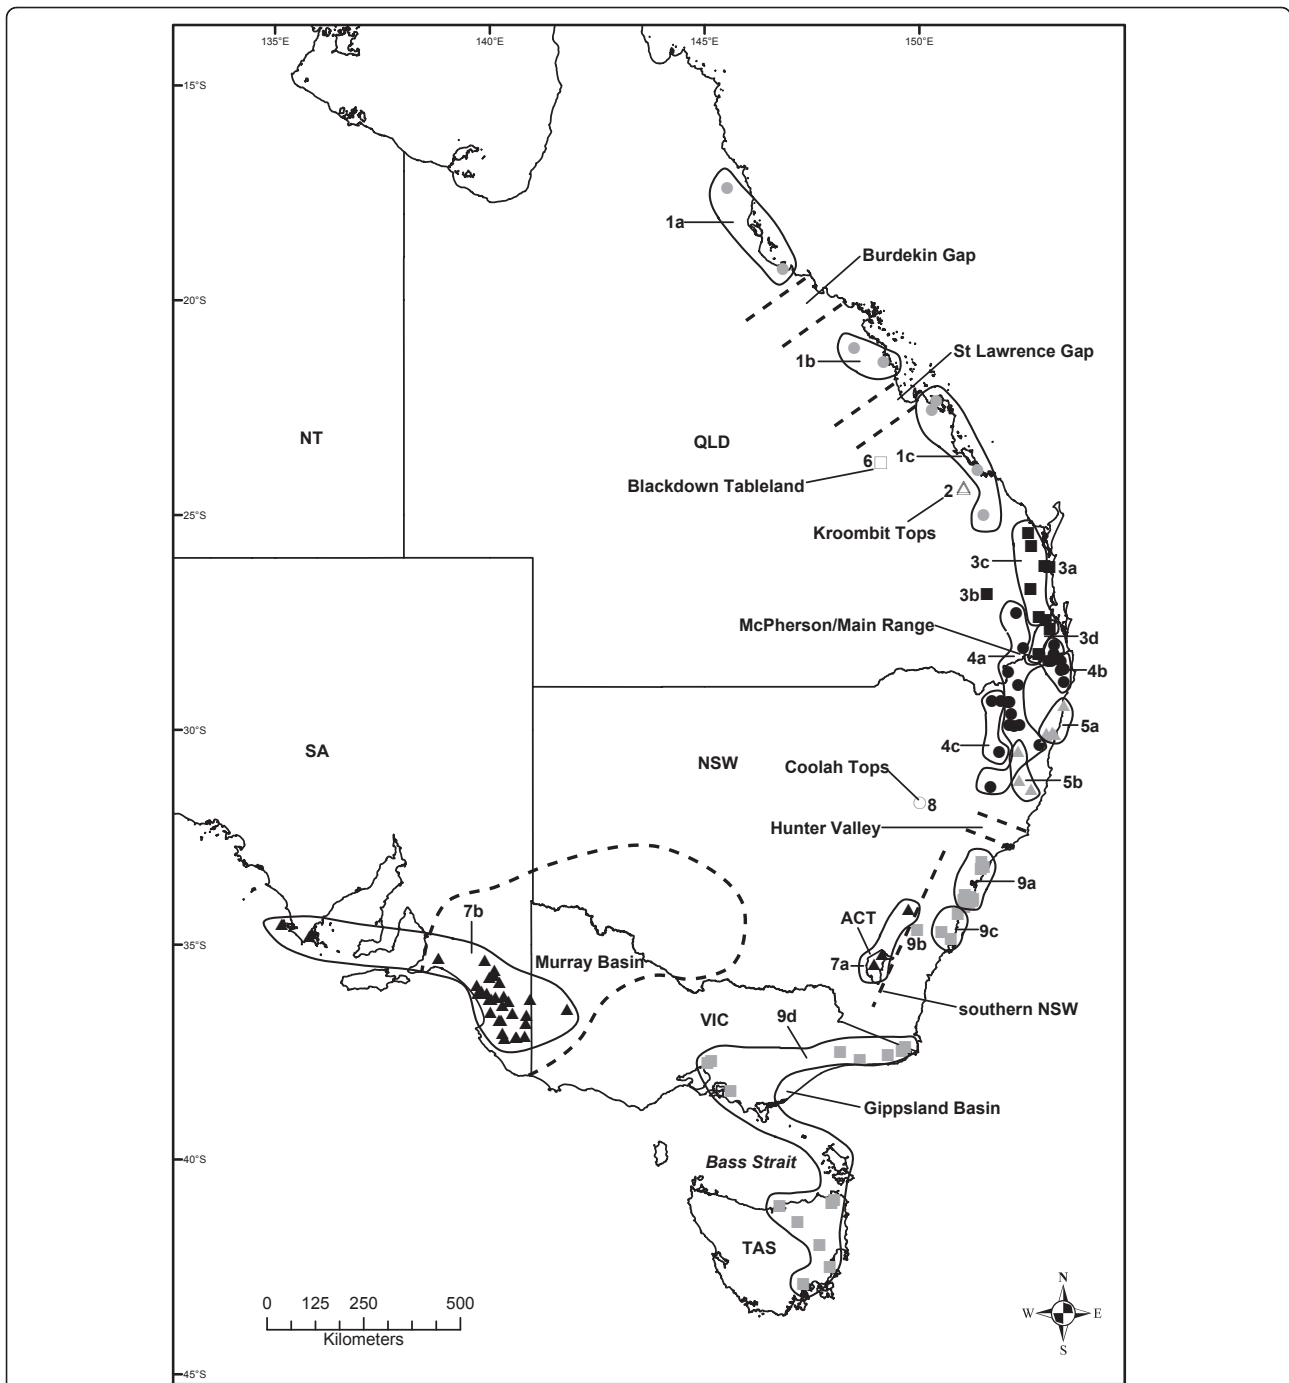 135°E 140°E 145°E 150°E
15°S
1a
Burdekin Gap
20°S
St Lawrence Gap
1b
NT
QLD
6
1c
Blackdown Tableland
2
25°S
Kroombit Tops
3c
3a
3b
McPherson/Main Range
3d
4a
4b
5a
30°S
SA
NSW
4c
Coolah Tops
5b
8
Hunter Valley
9a
7b
ACT
9c
35°S
9b
Murray Basin
7a
southern NSW
VIC
9d
Gippsland Basin
40°S
Bass Strait
TAS
0 125 250 500
Kilometers
N
W E
S
45°S